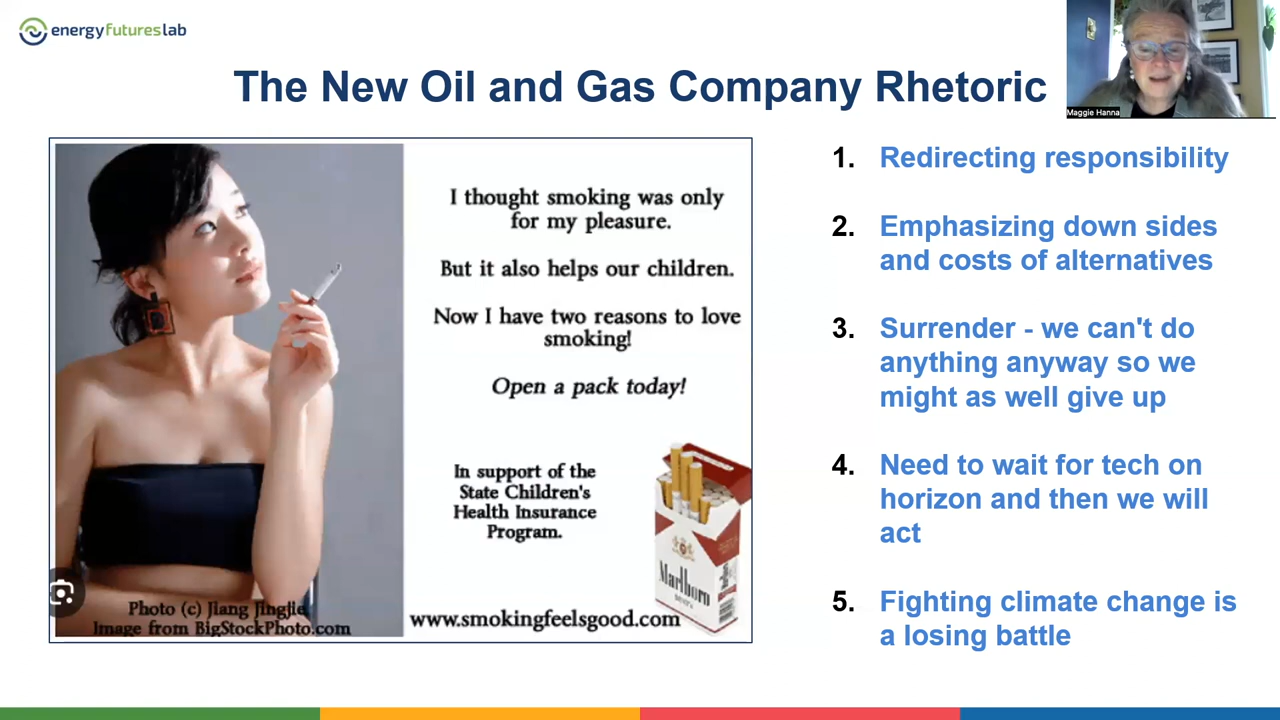 energyfutureslab
The New Oil and Gas Company Rhetoric
Maggie Hanna
I thought smoking was only
for my pleasure.
But it also helps our children.
Now I have two reasons to love
smoking!
Open a pack today!
In support of the
State Children's
Health Insurance
Program.
Marlboro
www.smokingfeelsgood.com
Photo (c) Jiang Jingjie
Image from BigStockPhoto.com
1. Redirecting responsibility
2. Emphasizing down sides
and costs of alternatives
3. Surrender - we can't do
anything anyway so we
might as well give up
4. Need to wait for tech on
horizon and then we will
act
5. Fighting climate change is
a losing battle